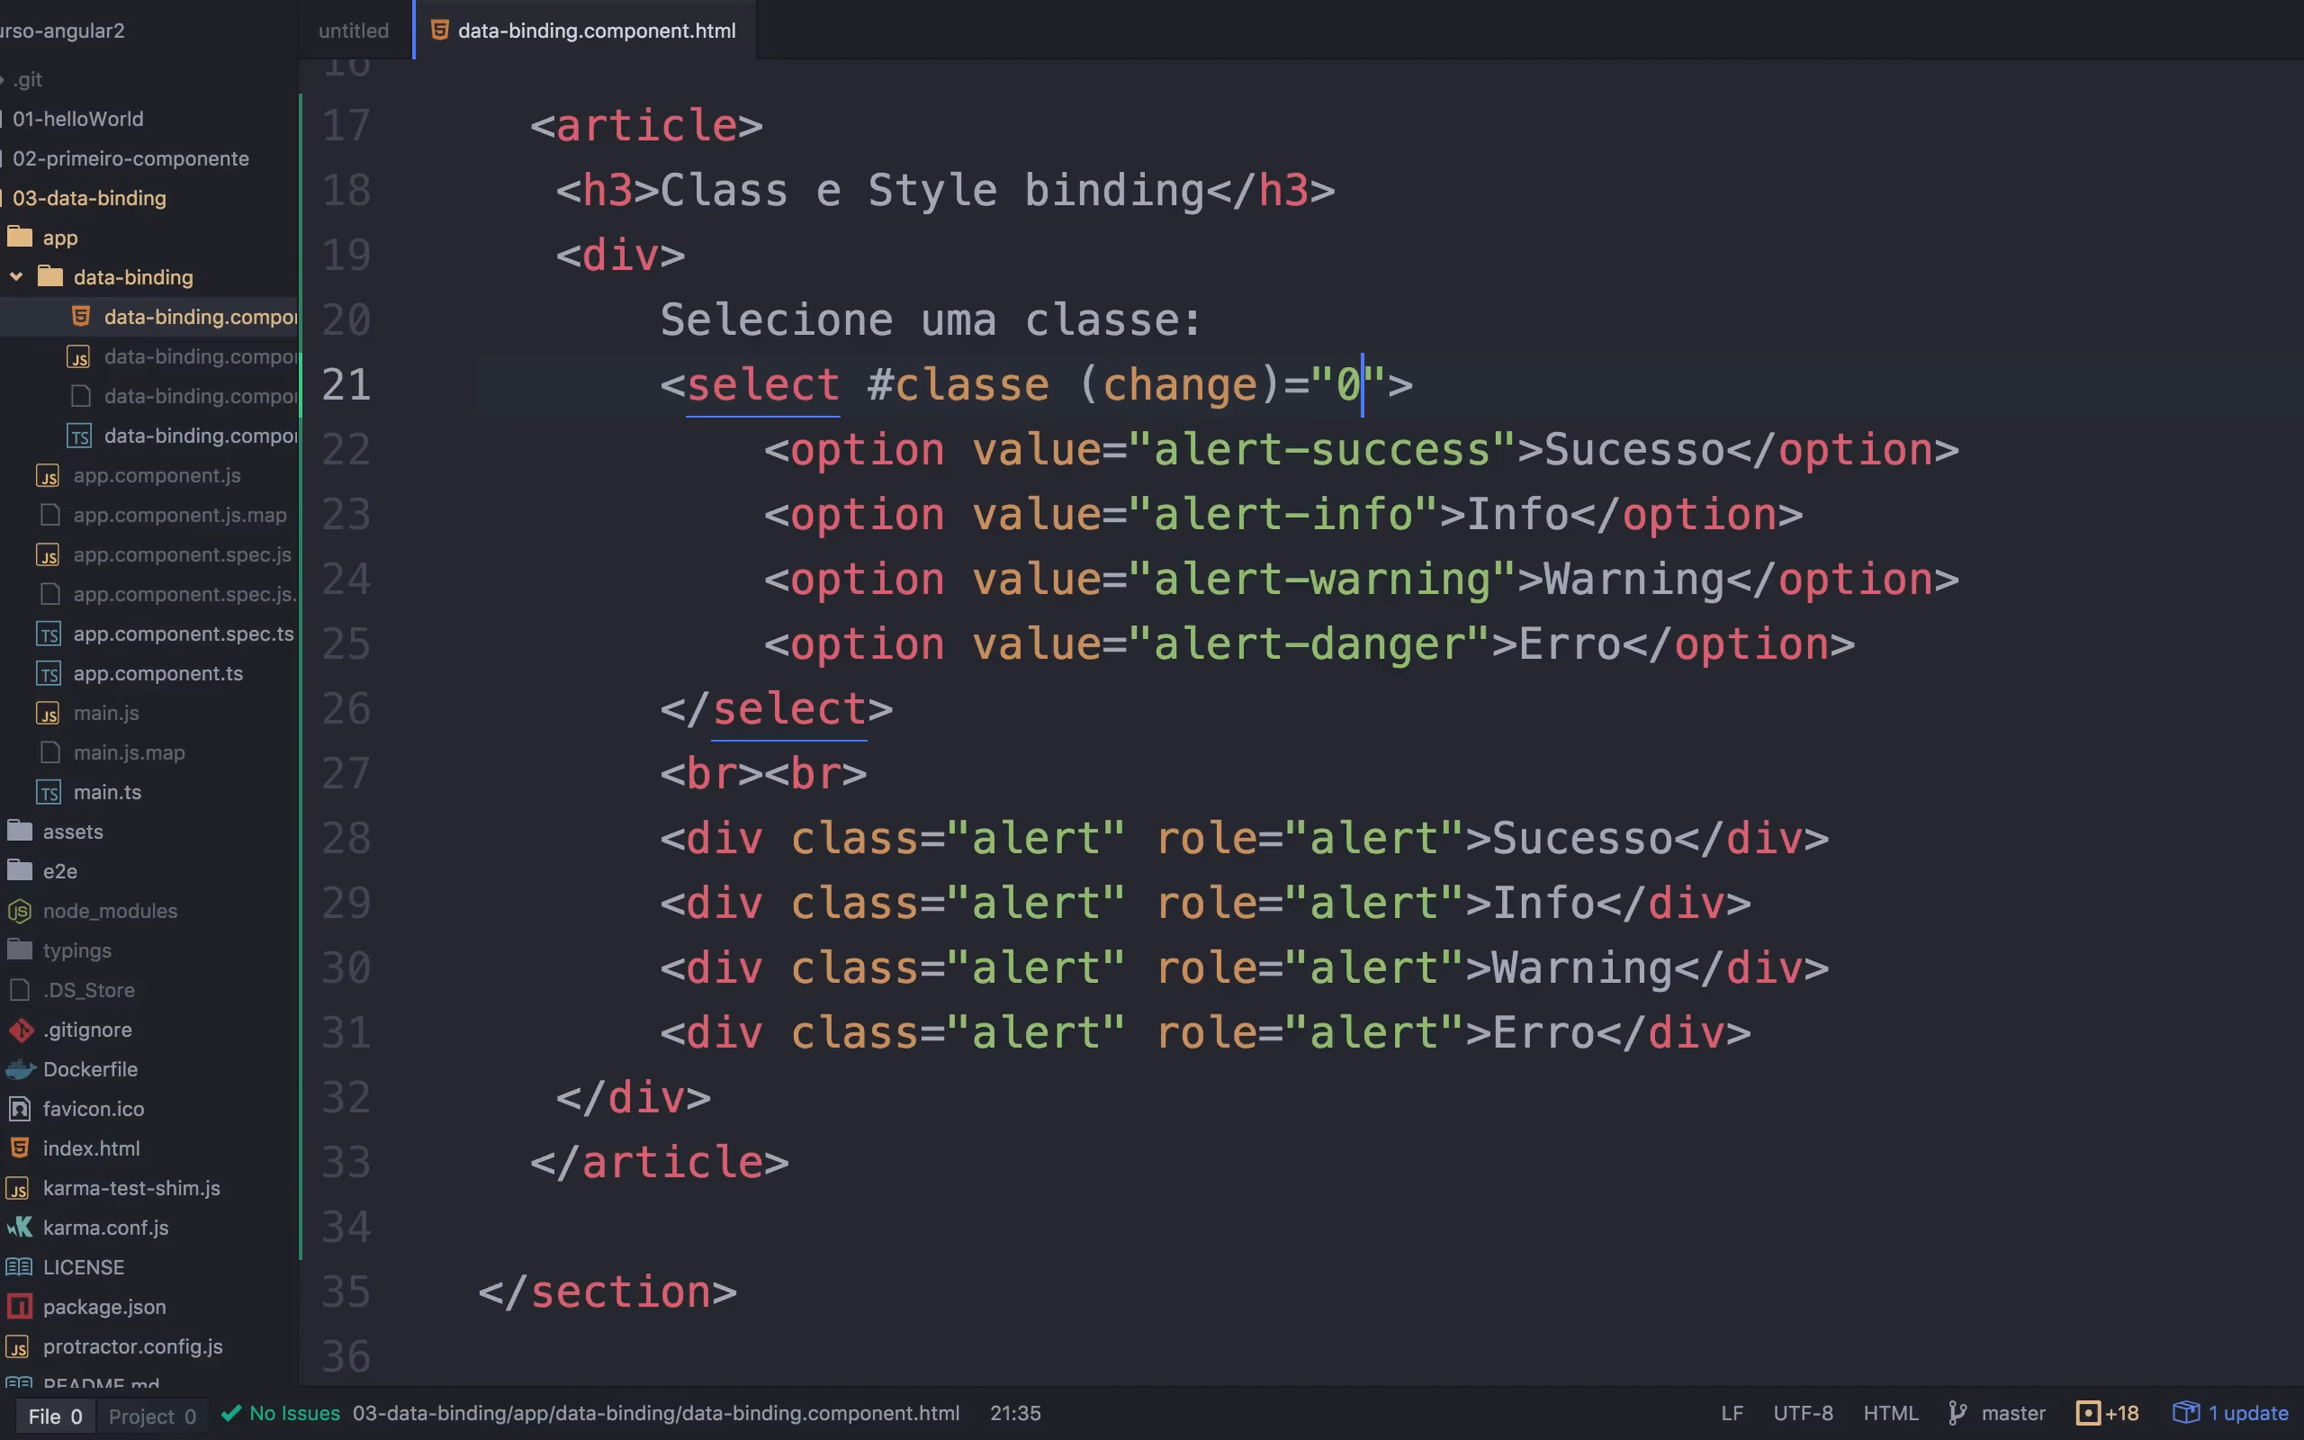 urso-angular2
untitled
data-binding.component.html
.git
01-helloWorld
02-primeiro-componente
03-data-binding
app
data-binding
data-binding.compo
data-binding.compo
data-binding.compo
data-binding.compo
app.component.js
app.component.js.map
app.component.spec.js
app.component.spec.js.
app.component.spec.ts
app.component.ts
main.js
main.js.map
main.ts
assets
e2e
node_modules
typings
.DS_Store
.gitignore
Dockerfile
favicon.ico
index.html
karma-test-shim.js
karma.conf.js
LICENSE
package.json
protractor.config.js
README.md
16
17 <article>
18 <h3>Class e Style binding</h3>
19 <div>
20 Selecione uma classe:
21 <select #classe (change)="0">
22 <option value="alert-success">Sucesso</option>
23 <option value="alert-info">Info</option>
24 <option value="alert-warning">Warning</option>
25 <option value="alert-danger">Erro</option>
26 </select>
27 <br><br>
28 <div class="alert" role="alert">Sucesso</div>
29 <div class="alert" role="alert">Info</div>
30 <div class="alert" role="alert">Warning</div>
31 <div class="alert" role="alert">Erro</div>
32 </div>
33 </article>
34
35 </section>
36
File 0 Project 0 No Issues 03-data-binding/app/data-binding/data-binding.component.html 21:35 LF UTF-8 HTML master +18 1 update